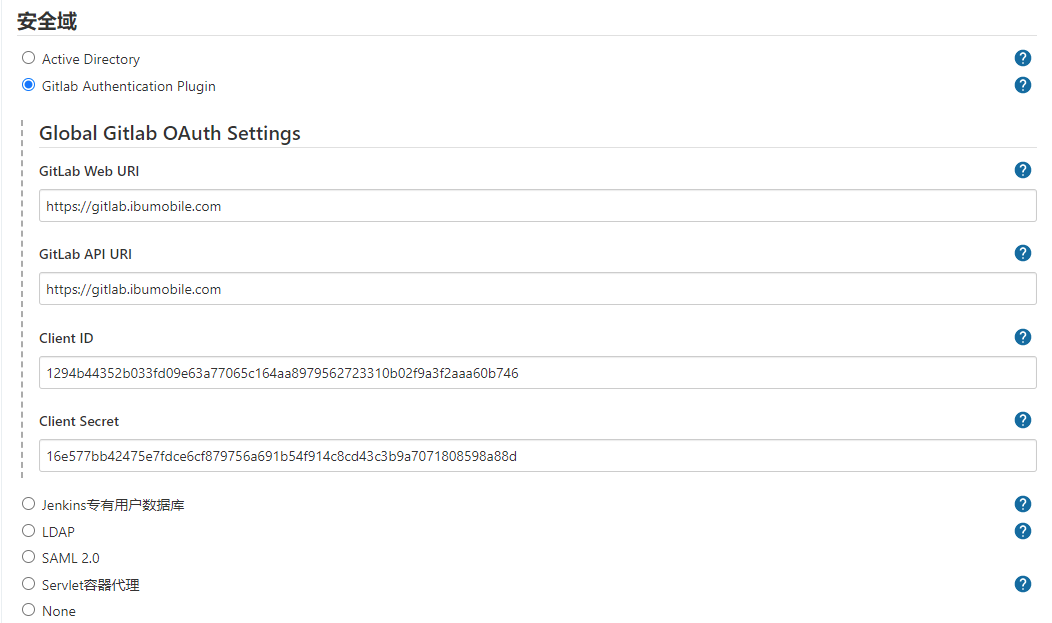 安全域
Active Directory
Gitlab Authentication Plugin
Global Gitlab OAuth Settings
GitLab Web URI
https://gitlab.ibumobile.com
GitLab API URI
https://gitlab.ibumobile.com
Client ID
1294b44352b033fd09e63a77065c164aa8979562723310b02f9a3f2aaa60b746
Client Secret
16e577bb42475e7fdce6cf879756a691b54f914c8cd43c3b9a7071808598a88d
Jenkins专有用户数据库
LDAP
SAML 2.0
Servlet容器代理
None